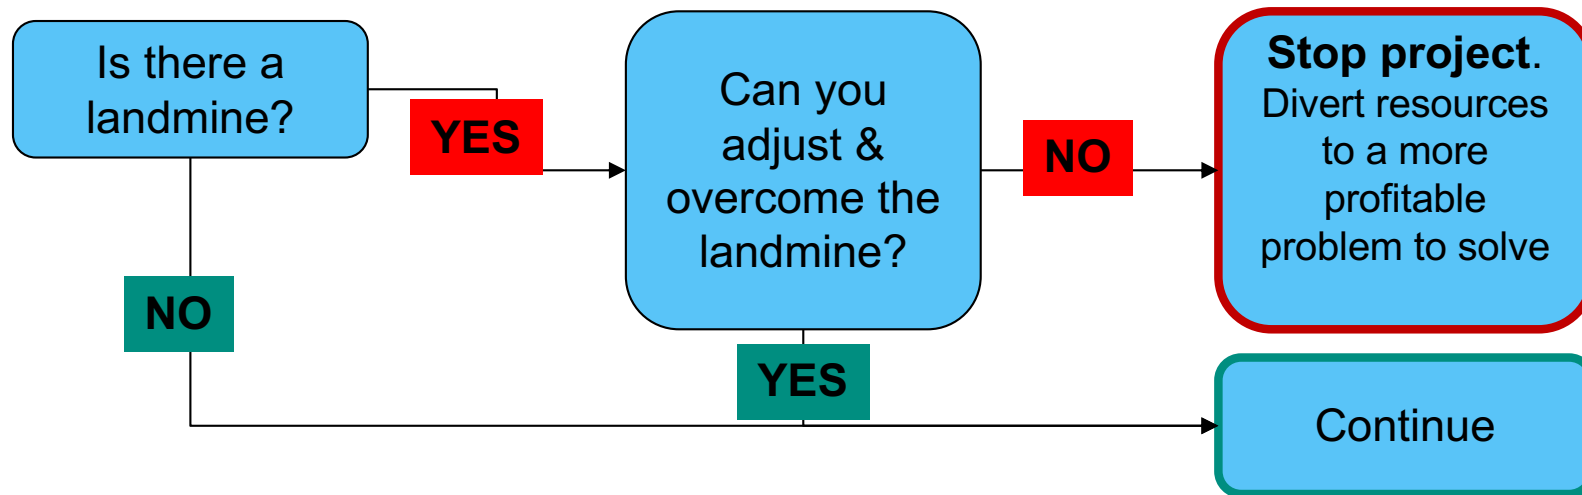 Is there a
landmine?
YES
NO
Can you
adjust &
overcome the
landmine?
NO
YES
Stop project.
Divert resources
to a more
profitable
problem to solve
Continue